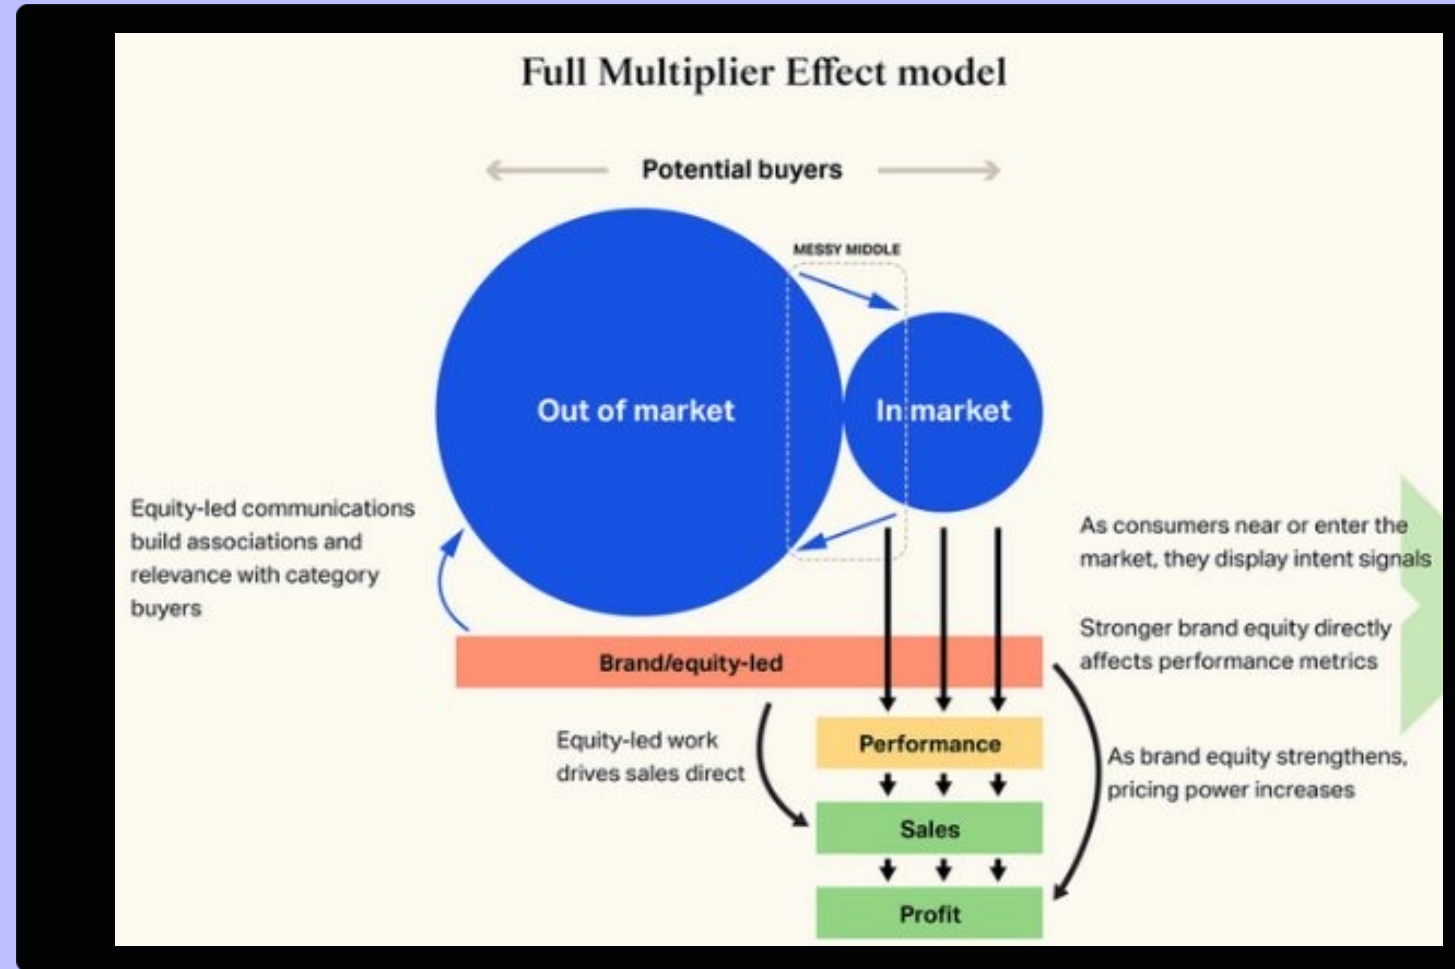 Full Multiplier Effect model
Potential buyers
MESSY MIDDLE
Out of market
In market
Equity-led communications
build associations and
relevance with category
buyers
As consumers near or enter the
market, they display intent signals
Stronger brand equity directly
affects performance metrics
Brand/equity-led
Equity-led work
drives sales direct
Performance
As brand equity strengthens,
pricing power increases
Sales
Profit